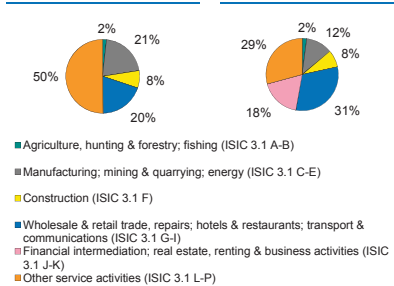 2%
21%
8%
20%
50%
2%
12%
8%
31%
18%
29%
Agriculture, hunting & forestry; fishing (ISIC 3.1 A-B)
Manufacturing; mining & quarrying; energy (ISIC 3.1 C-E)
Construction (ISIC 3.1 F)
Wholesale & retail trade, repairs; hotels & restaurants; transport &
communications (ISIC 3.1 G-I)
Financial intermediation; real estate, renting & business activities (ISIC
3.1 J-K)
Other service activities (ISIC 3.1 L-P)